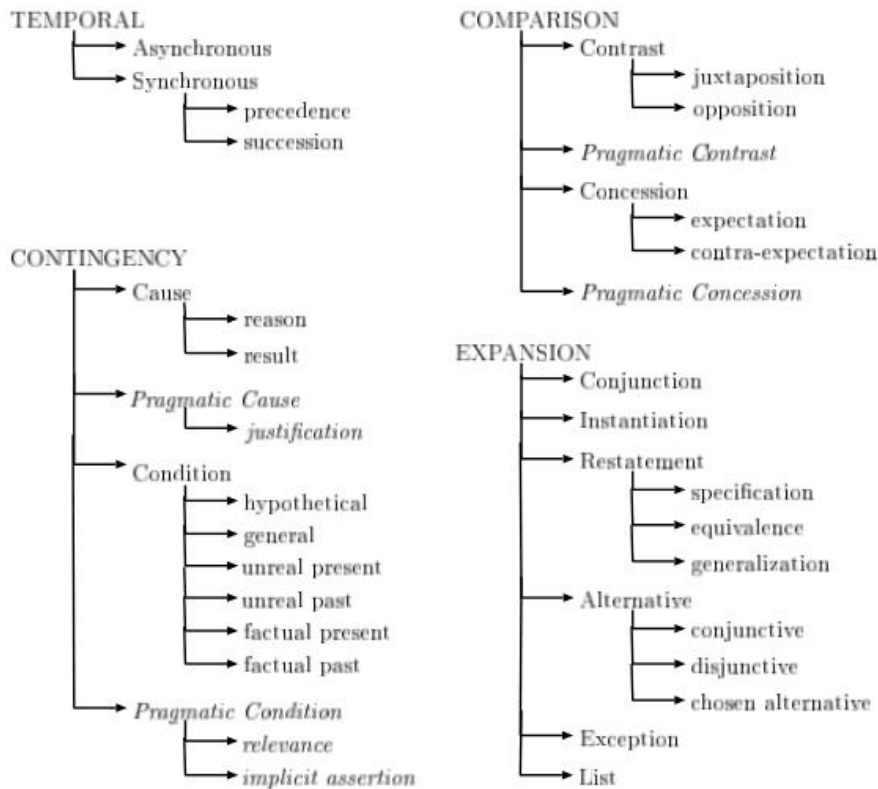 TEMPORAL
Asynchronous
Synchronous
precedence
succession
CONTINGENCY
Cause
reason
result
Pragmatic Cause
justification
Condition
hypothetical
general
unreal present
unreal past
factual present
factual past
Pragmatic Condition
relevance
implicit assertion
COMPARISON
Contrast
juxtaposition
opposition
Pragmatic Contrast
Concession
expectation
contra-expectation
Pragmatic Concession
EXPANSION
Conjunction
Instantiation
Restatement
specification
equivalence
generalization
Alternative
conjunctive
disjunctive
chosen alternative
Exception
List